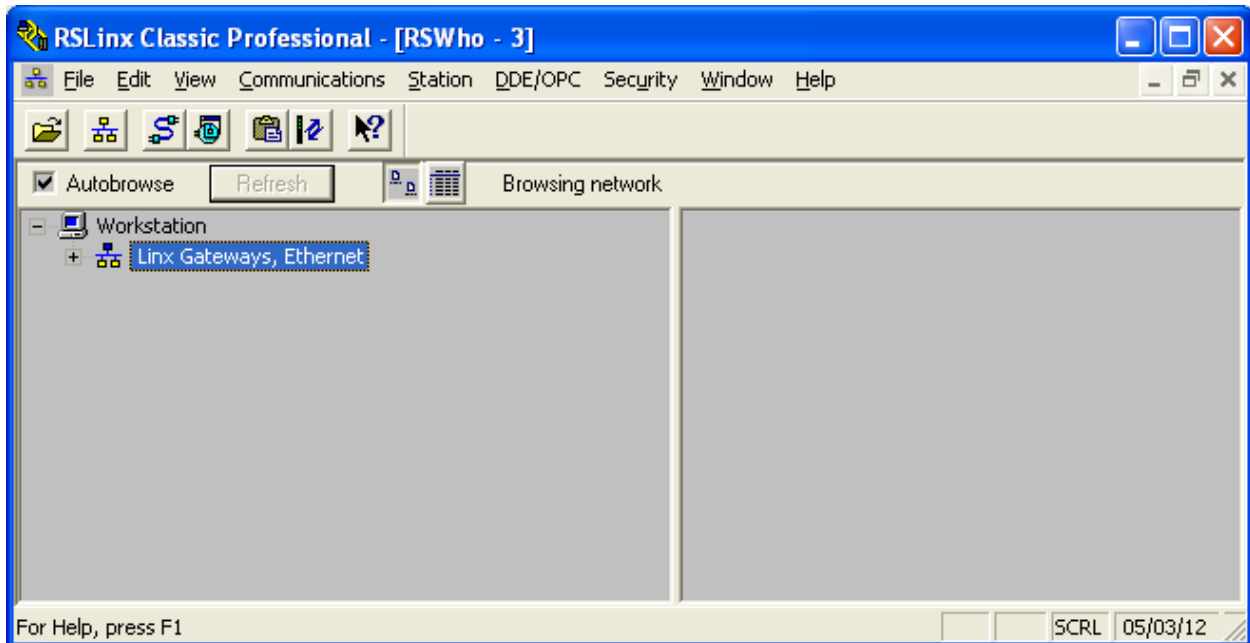 RSLinx Classic Professional - [RSWho - 3]
File Edit View Communications Station DDE/OPC Security Window Help
Autobrowse Refresh Browsing network
Workstation
Linx Gateways, Ethernet
For Help, press F1 SCRL 05/03/12